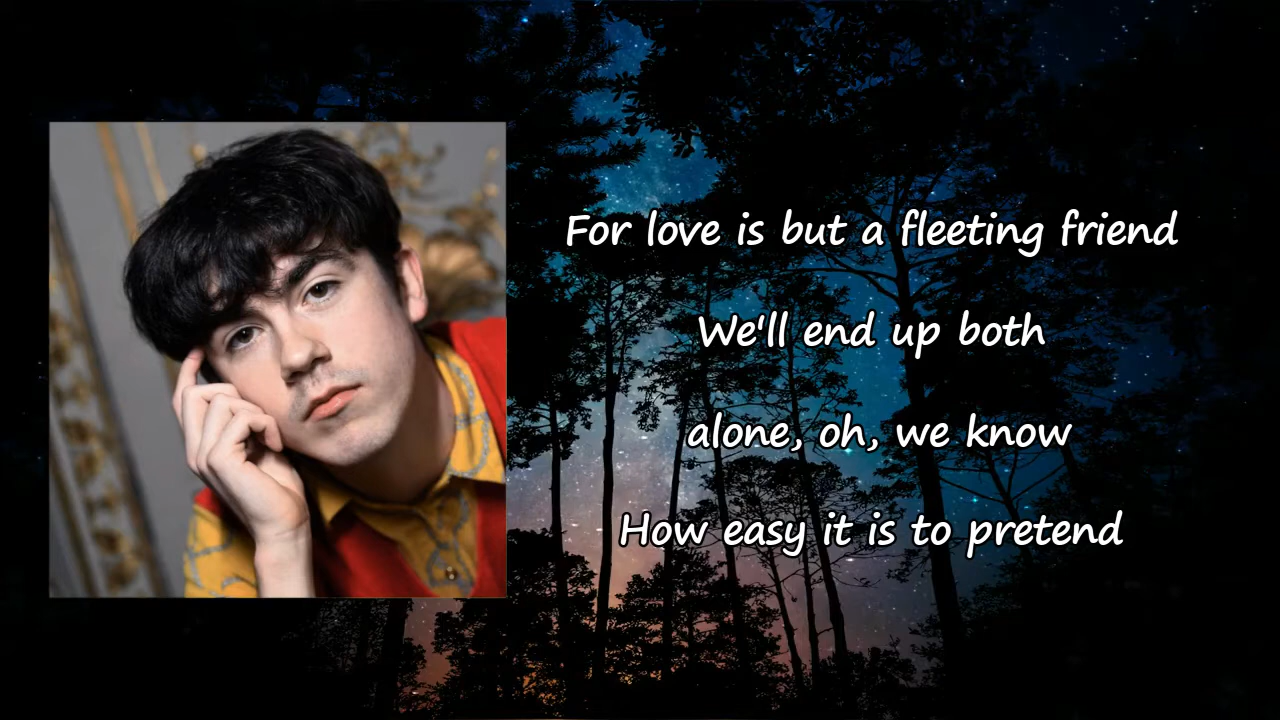 For love is but a fleeting friend
We'll end up both
alone, oh, we know
How easy it is to pretend